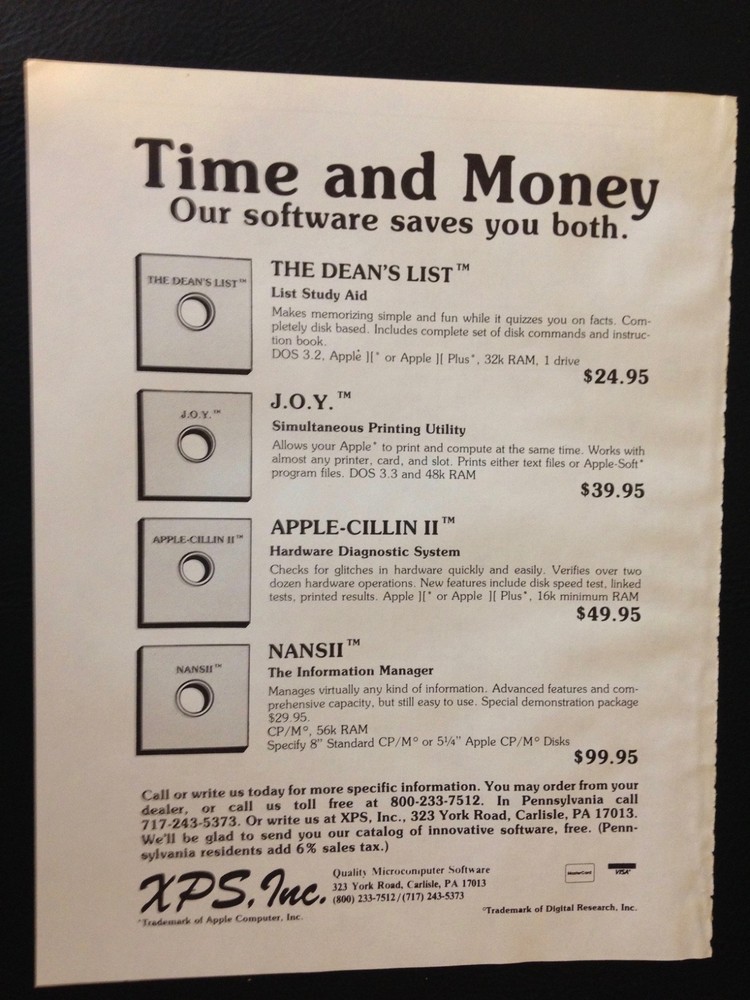 Time and Money
Our software saves you both.
THE DEAN'S LIST™
THE DEAN'S LIST™
List Study Aid
Makes memorizing simple and fun while it quizzes you on facts. Com-
pletely disk based. Includes complete set of disk commands and instruc-
tion book.
DOS 3.2, Apple ][* or Apple ][ Plus*, 32k RAM, 1 drive
$24.95
J.O.Y.™
J.O.Y.™
Simultaneous Printing Utility
Allows your Apple* to print and compute at the same time. Works with
almost any printer, card, and slot. Prints either text files or Apple-Soft*
program files. DOS 3.3 and 48k RAM
$39.95
APPLE-CILLIN II™
APPLE-CILLIN II™
Hardware Diagnostic System
Checks for glitches in hardware quickly and easily. Verifies over two
dozen hardware operations. New features include disk speed test, linked
tests, printed results. Apple ][* or Apple ][ Plus*, 16k minimum RAM
$49.95
NANSII™
NANSII™
The Information Manager
Manages virtually any kind of information. Advanced features and com-
prehensive capacity, but still easy to use. Special demonstration package
$29.95.
CP/M°, 56k RAM
Specify 8" Standard CP/M° or 5¼" Apple CP/M° Disks
$99.95
Call or write us today for more specific information. You may order from your
dealer, or call us toll free at 800-233-7512. In Pennsylvania call
717-243-5373. Or write us at XPS, Inc., 323 York Road, Carlisle, PA 17013.
We'll be glad to send you our catalog of innovative software, free. (Penn-
sylvania residents add 6% sales tax.)
XPS, Inc.
Quality Microcomputer Software
323 York Road, Carlisle, PA 17013
(800) 233-7512/(717) 243-5373
MasterCard
VISA*
*Trademark of Apple Computer, Inc.
°Trademark of Digital Research, Inc.